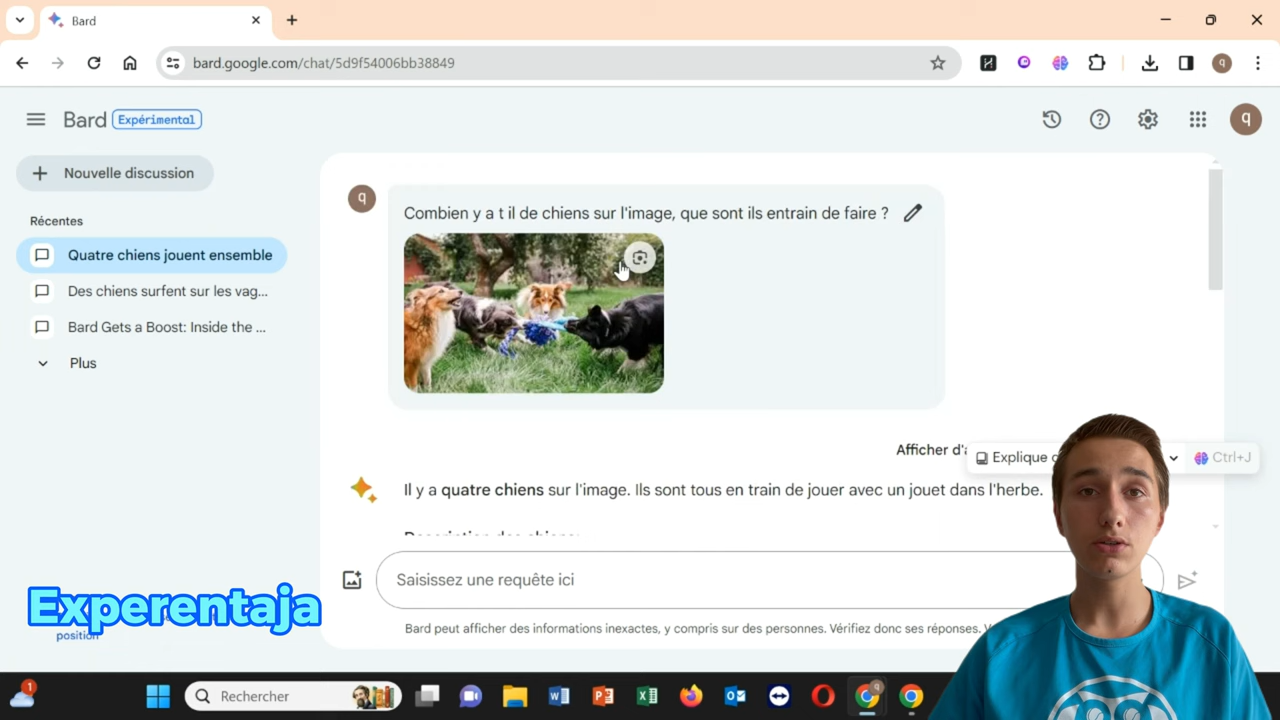 Bard
bard.google.com/chat/5d9f54006bb38849
q
Bard Expérimental
q
Nouvelle discussion
Récentes
q
Combien y a t il de chiens sur l'image, que sont ils entrain de faire ?
Quatre chiens jouent ensemble
Des chiens surfent sur les vag...
Bard Gets a Boost: Inside the ...
Plus
Afficher d'a
Explique
Ctrl+J
Il y a quatre chiens sur l'image. Ils sont tous en train de jouer avec un jouet dans l'herbe.
Description des chiens:
Saisissez une requête ici
Experentaja
position
Bard peut afficher des informations inexactes, y compris sur des personnes. Vérifiez donc ses réponses.
1
Rechercher
q